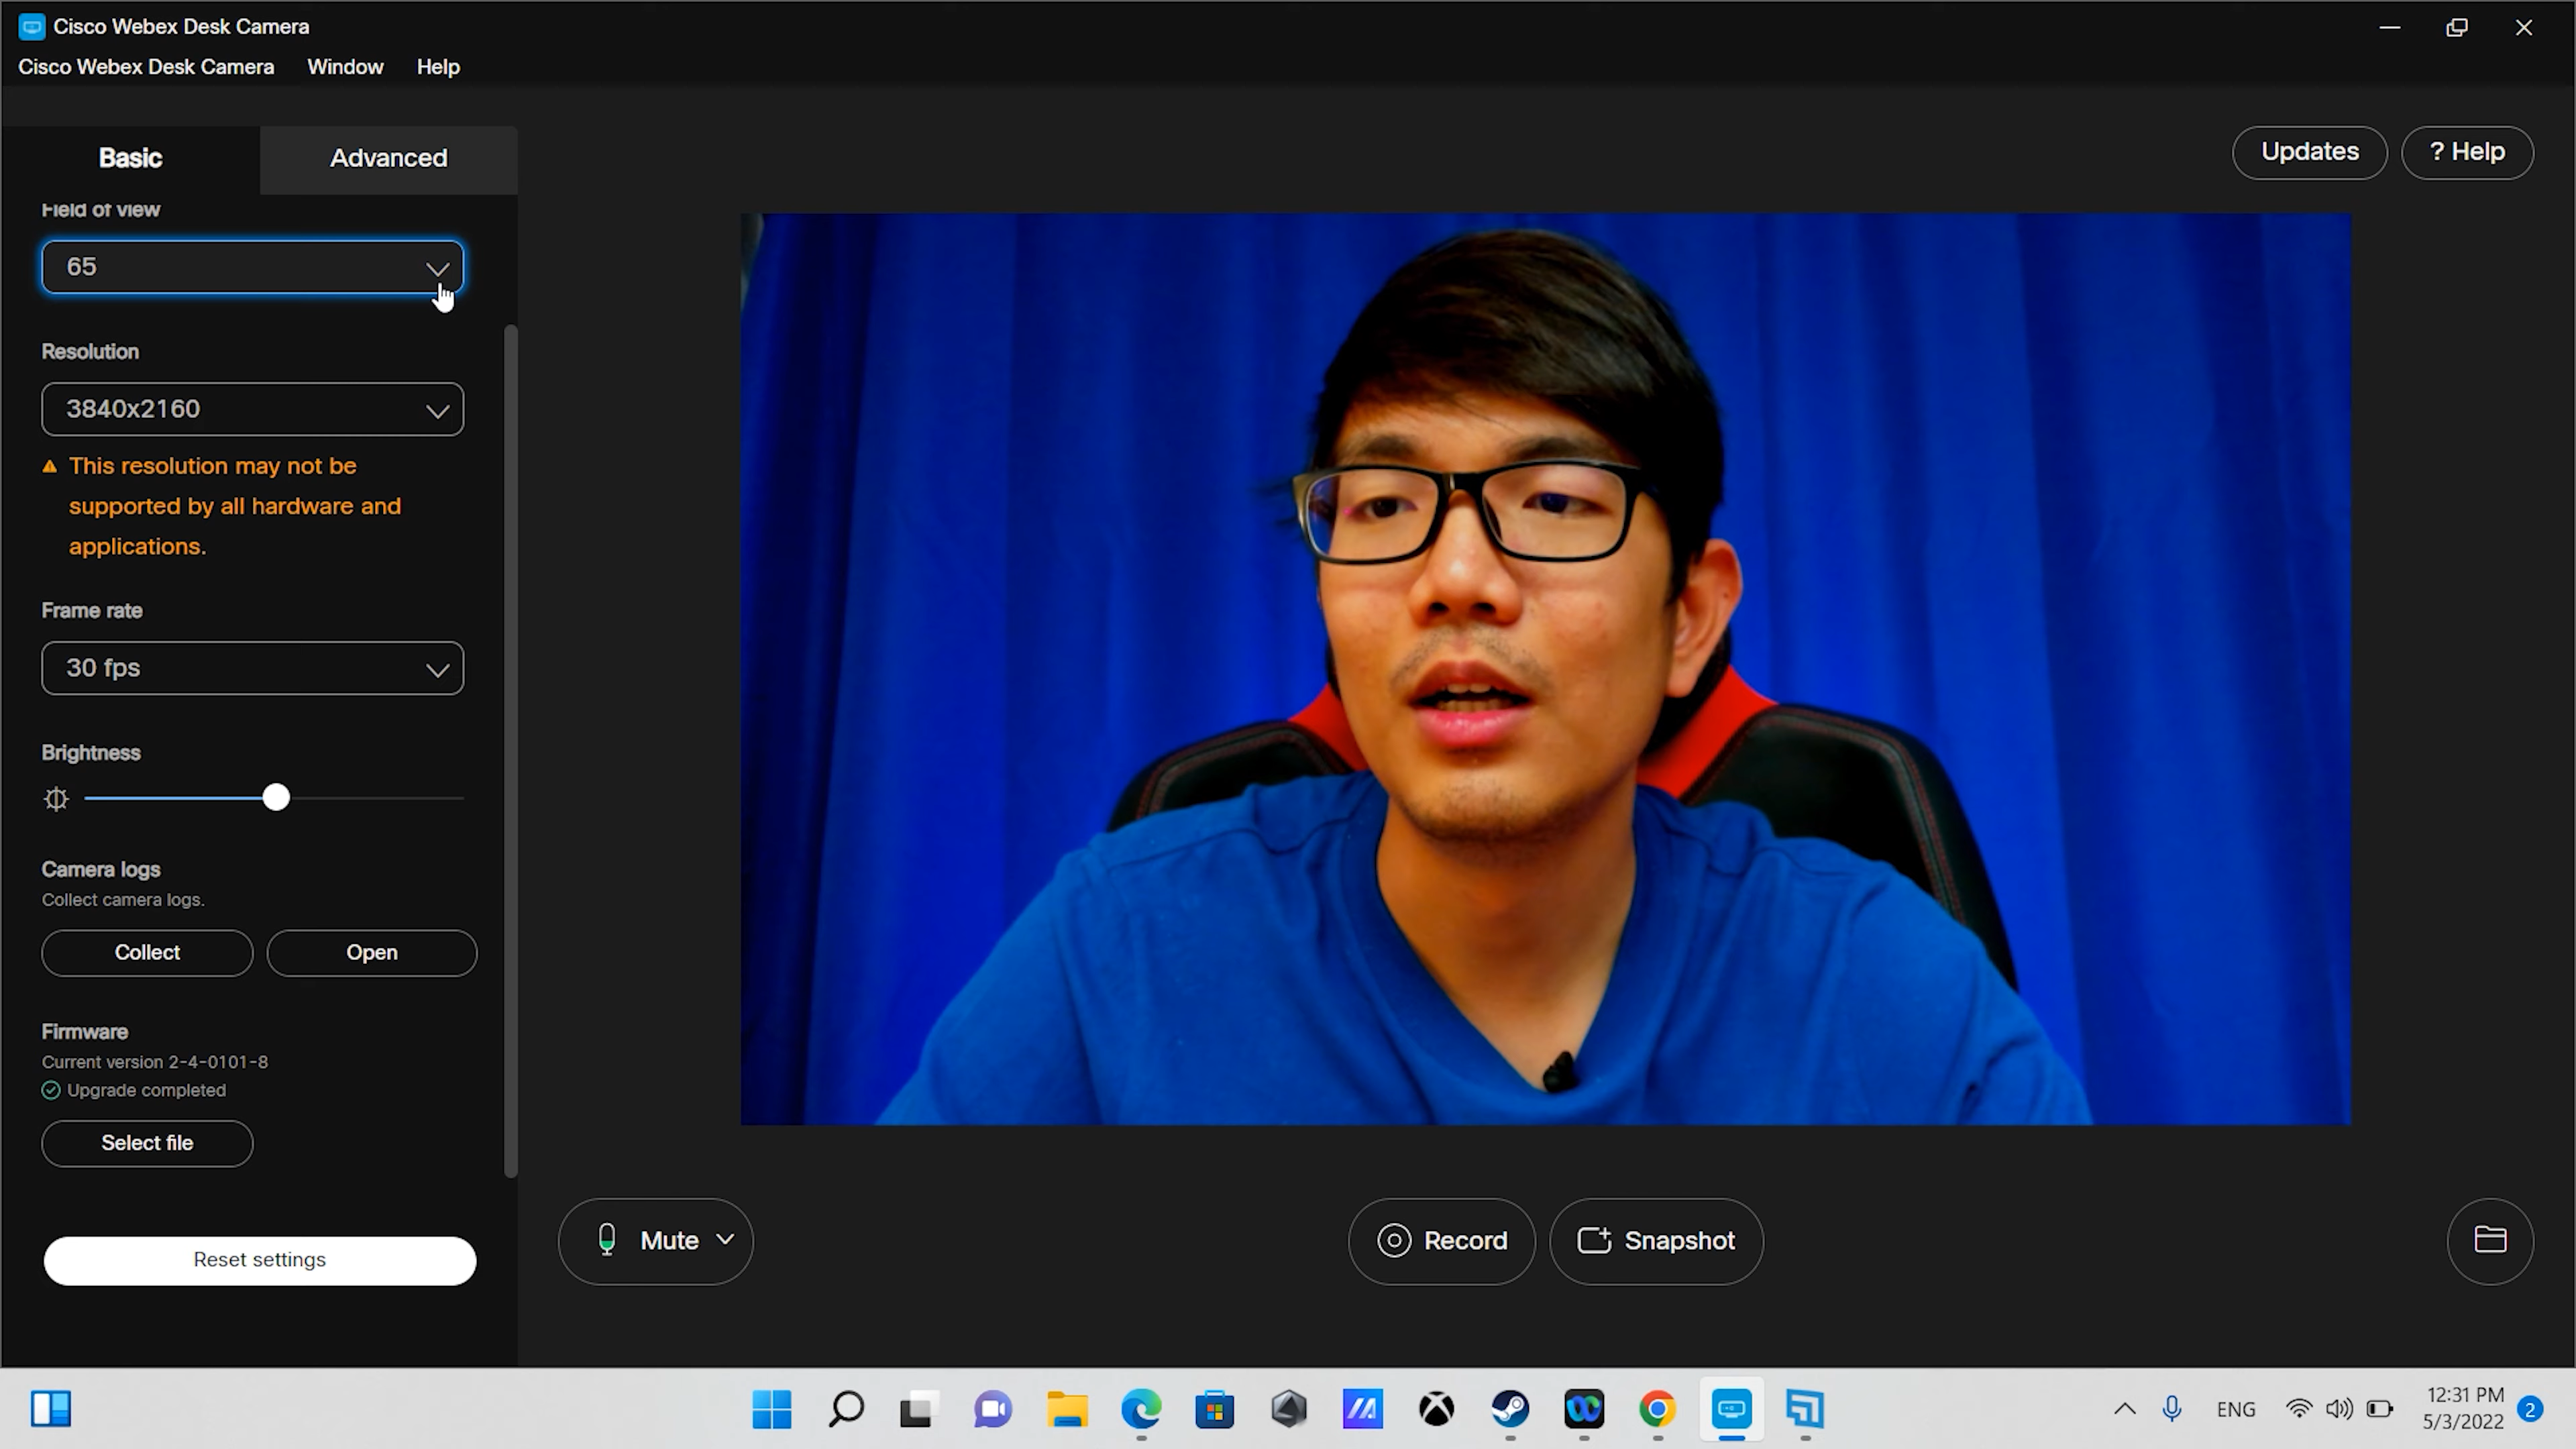 Cisco Webex Desk Camera
Cisco Webex Desk Camera Window Help
Basic
Advanced
Updates
? Help
Field of view
65
Resolution
3840x2160
This resolution may not be
supported by all hardware and
applications.
Frame rate
30 fps
Brightness
Camera logs
Collect camera logs.
Collect
Open
Firmware
Current version 2-4-0101-8
Upgrade completed
Select file
Reset settings
Mute
Record
Snapshot
ENG
12:31 PM
5/3/2022
2